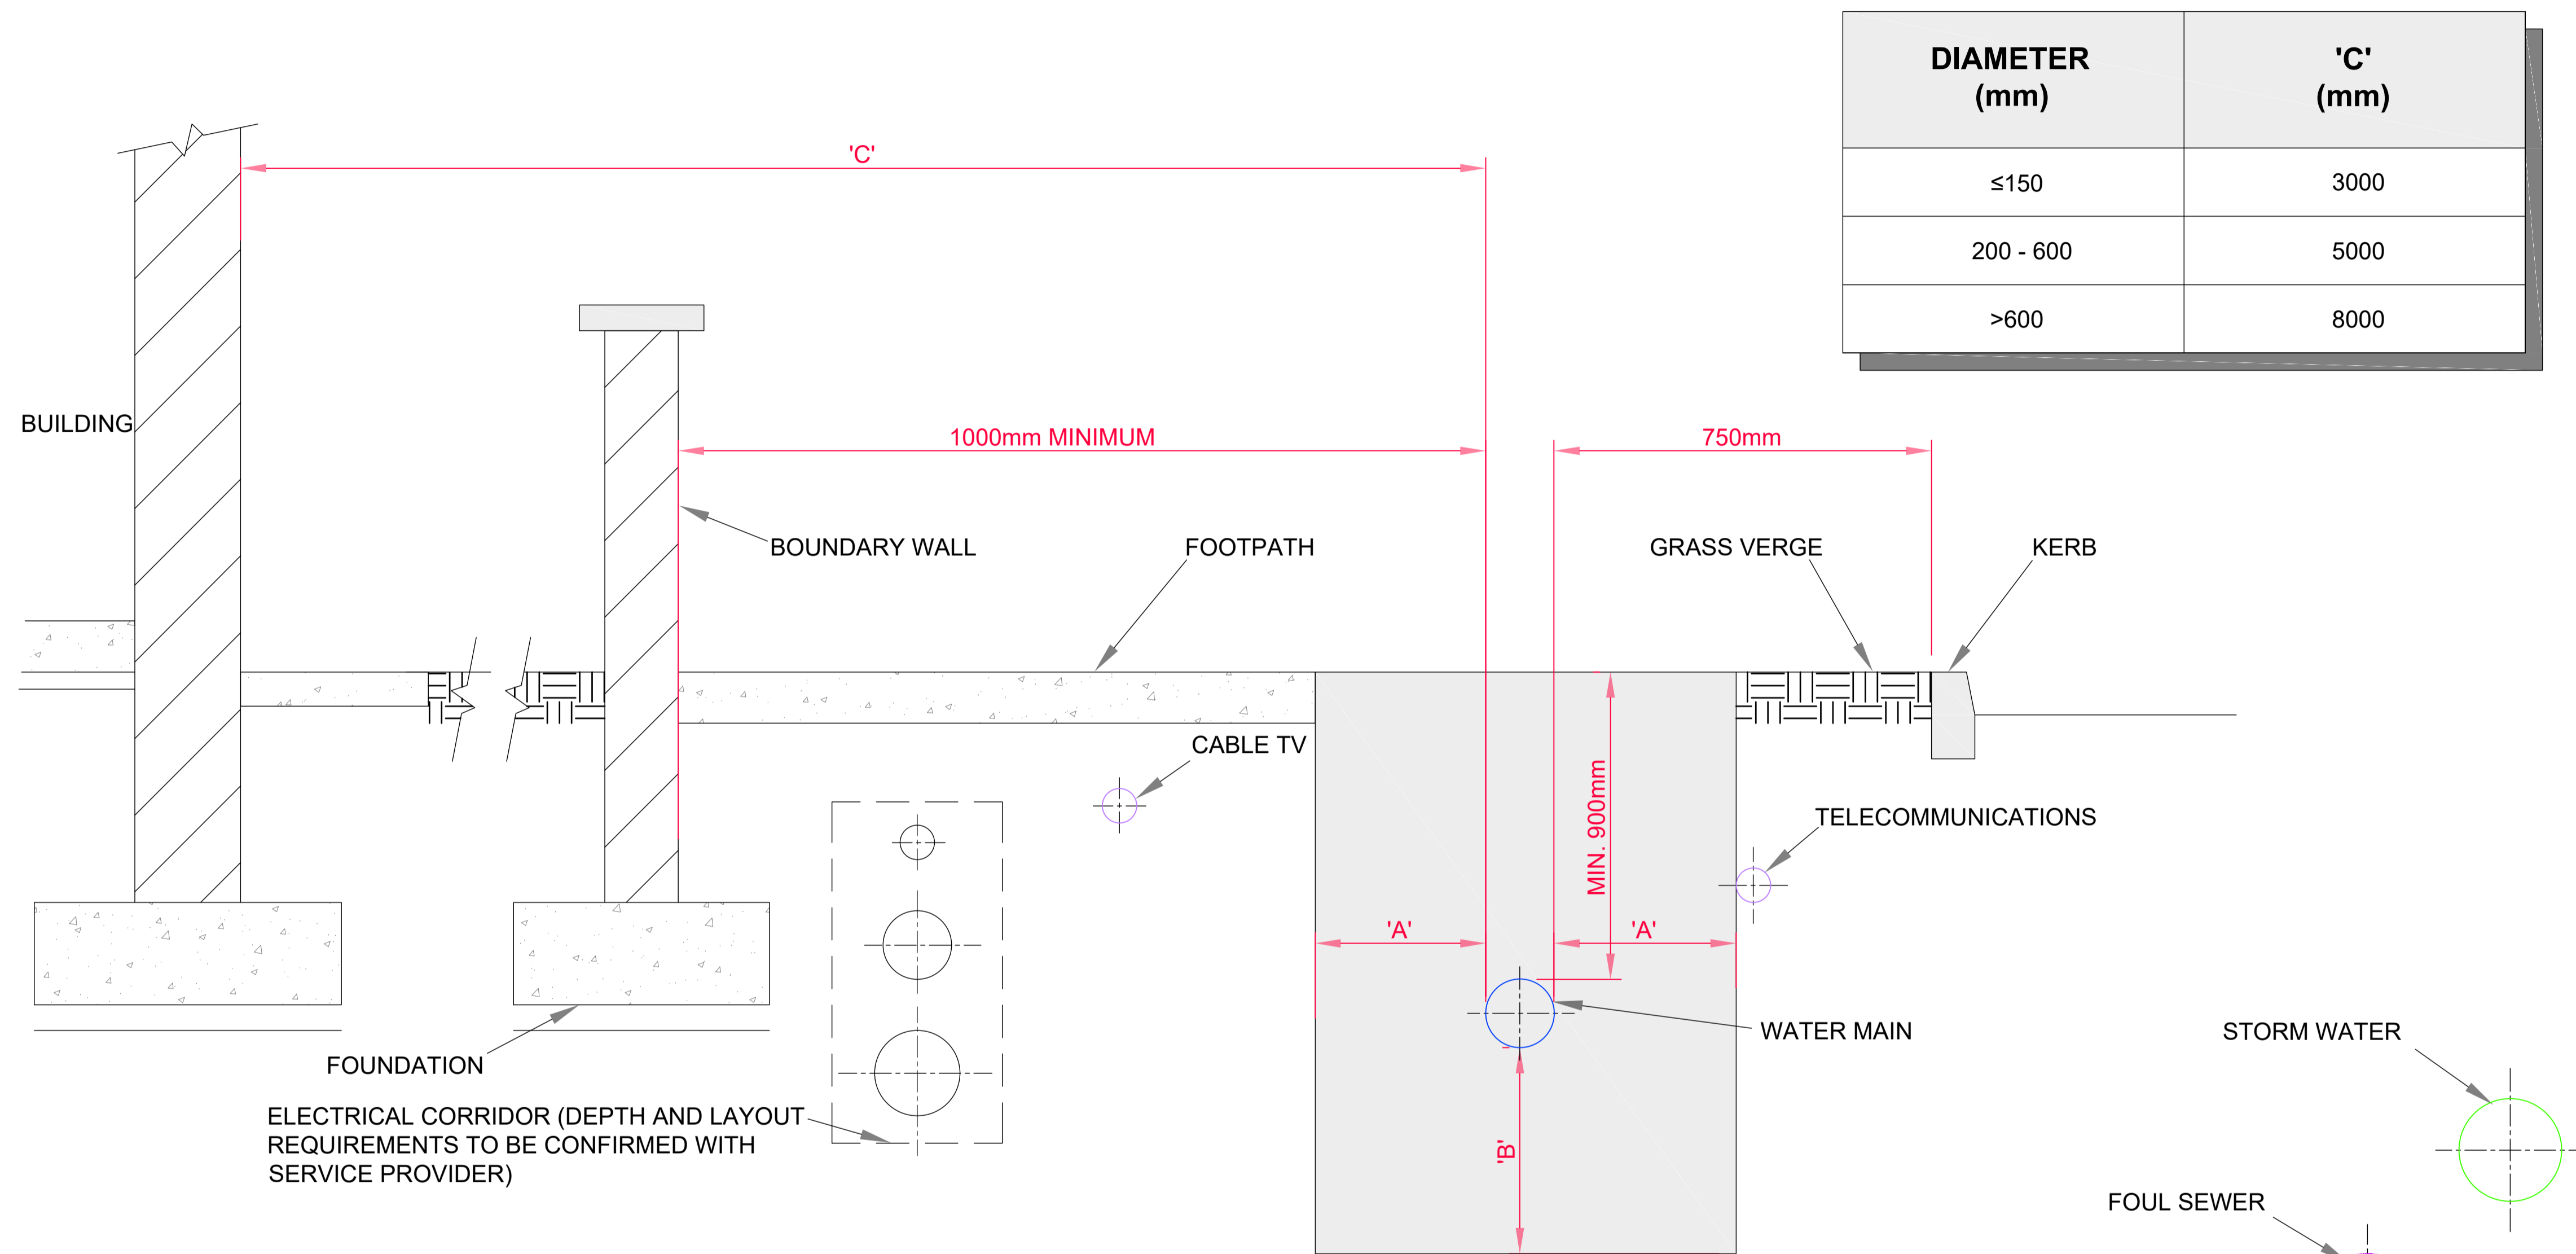 DIAMETER
(mm)
'C'
(mm)
≤150
3000
200 - 600
5000
>600
8000
'C'
BUILDING
1000mm MINIMUM
750mm
BOUNDARY WALL
FOOTPATH
GRASS VERGE
KERB
CABLE TV
MIN. 900mm
TELECOMMUNICATIONS
'A'
'A'
WATER MAIN
STORM WATER
FOUNDATION
ELECTRICAL CORRIDOR (DEPTH AND LAYOUT
REQUIREMENTS TO BE CONFIRMED WITH
SERVICE PROVIDER)
'B'
FOUL SEWER